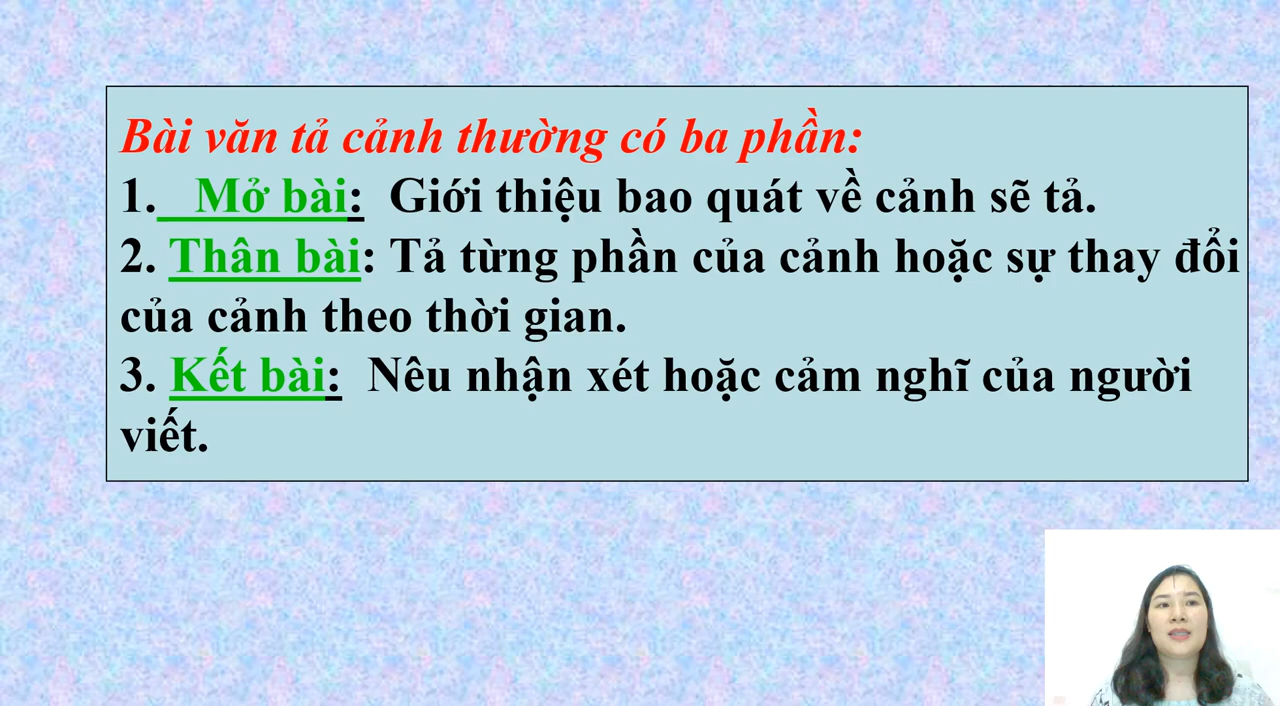 Bài văn tả cảnh thường có ba phần:
1. Mở bài: Giới thiệu bao quát về cảnh sẽ tả.
2. Thân bài: Tả từng phần của cảnh hoặc sự thay đổi
của cảnh theo thời gian.
3. Kết bài: Nêu nhận xét hoặc cảm nghĩ của người
viết.